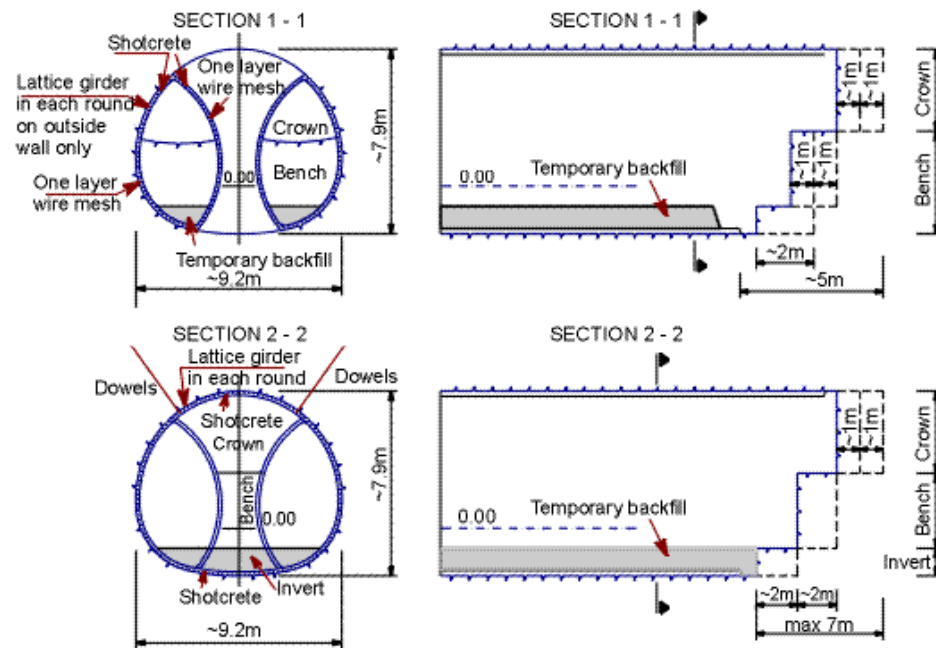 SECTION 1 - 1
Shotcrete
One layer
wire mesh
Lattice girder
in each round
on outside
wall only
Crown
Bench
0.00
One layer
wire mesh
Temporary backfill
~9.2m
~7.9m
SECTION 1 - 1
~1m
~1m
Crown
~1m
~1m
Bench
Temporary backfill
0.00
~2m
~5m
SECTION 2 - 2
Lattice girder
in each round
Dowels
Dowels
Shotcrete
Crown
Bench
0.00
Invert
Shotcrete
~9.2m
~7.9m
SECTION 2 - 2
~1m
~1m
Crown
Bench
Temporary backfill
0.00
Invert
~2m
~2m
max 7m